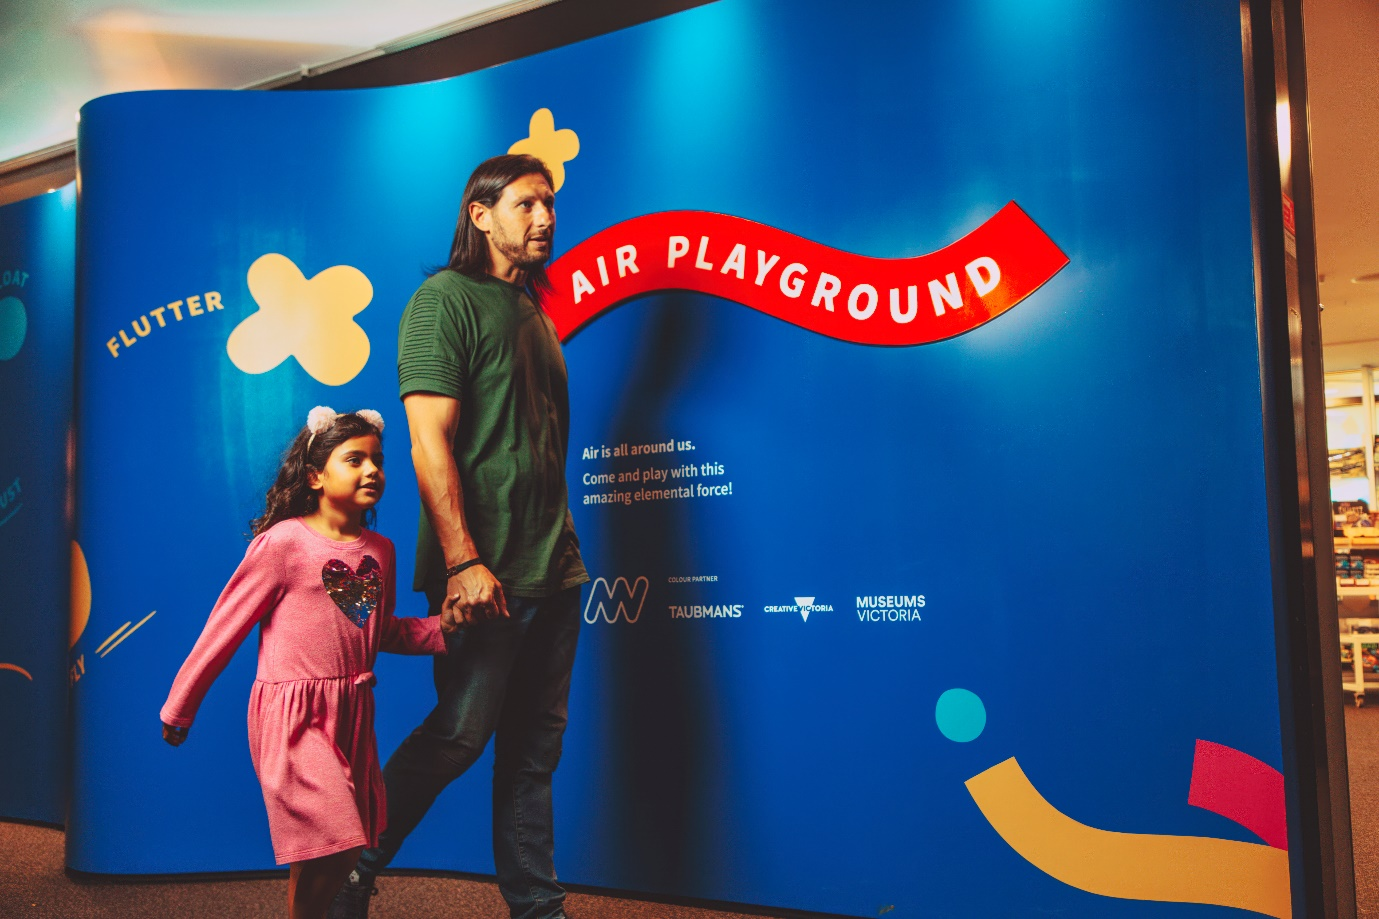 FLUTTER
AIR PLAYGROUND
Air is all around us.
Come and play with this
amazing elemental force!
COLOUR PARTNER
TAUBMANS
CREATIVE VICTORIA
MUSEUMS
VICTORIA